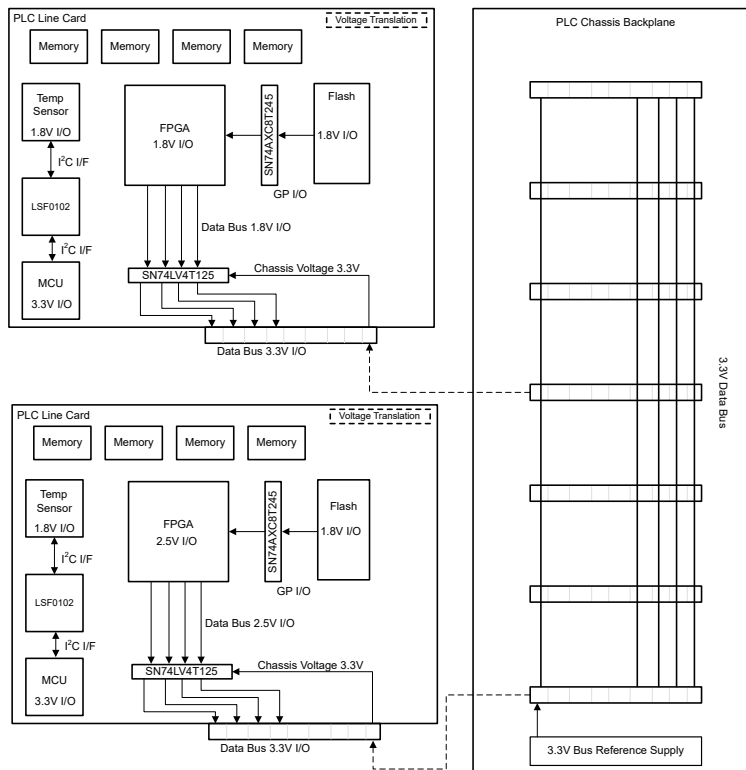 PLC Line Card
Voltage Translation
Memory
Memory
Memory
Memory
Temp
Sensor
1.8V I/O
I²C I/F
LSF0102
I²C I/F
MCU
3.3V I/O
FPGA
1.8V I/O
SN74AXC8T245
GP I/O
Flash
1.8V I/O
Data Bus 1.8V I/O
SN74LV4T125
Chassis Voltage 3.3V
Data Bus 3.3V I/O
PLC Line Card
Voltage Translation
Memory
Memory
Memory
Memory
Temp
Sensor
1.8V I/O
I²C I/F
LSF0102
I²C I/F
MCU
3.3V I/O
FPGA
2.5V I/O
SN74AXC8T245
GP I/O
Flash
1.8V I/O
Data Bus 2.5V I/O
SN74LV4T125
Chassis Voltage 3.3V
Data Bus 3.3V I/O
PLC Chassis Backplane
3.3V Data Bus
3.3V Bus Reference Supply